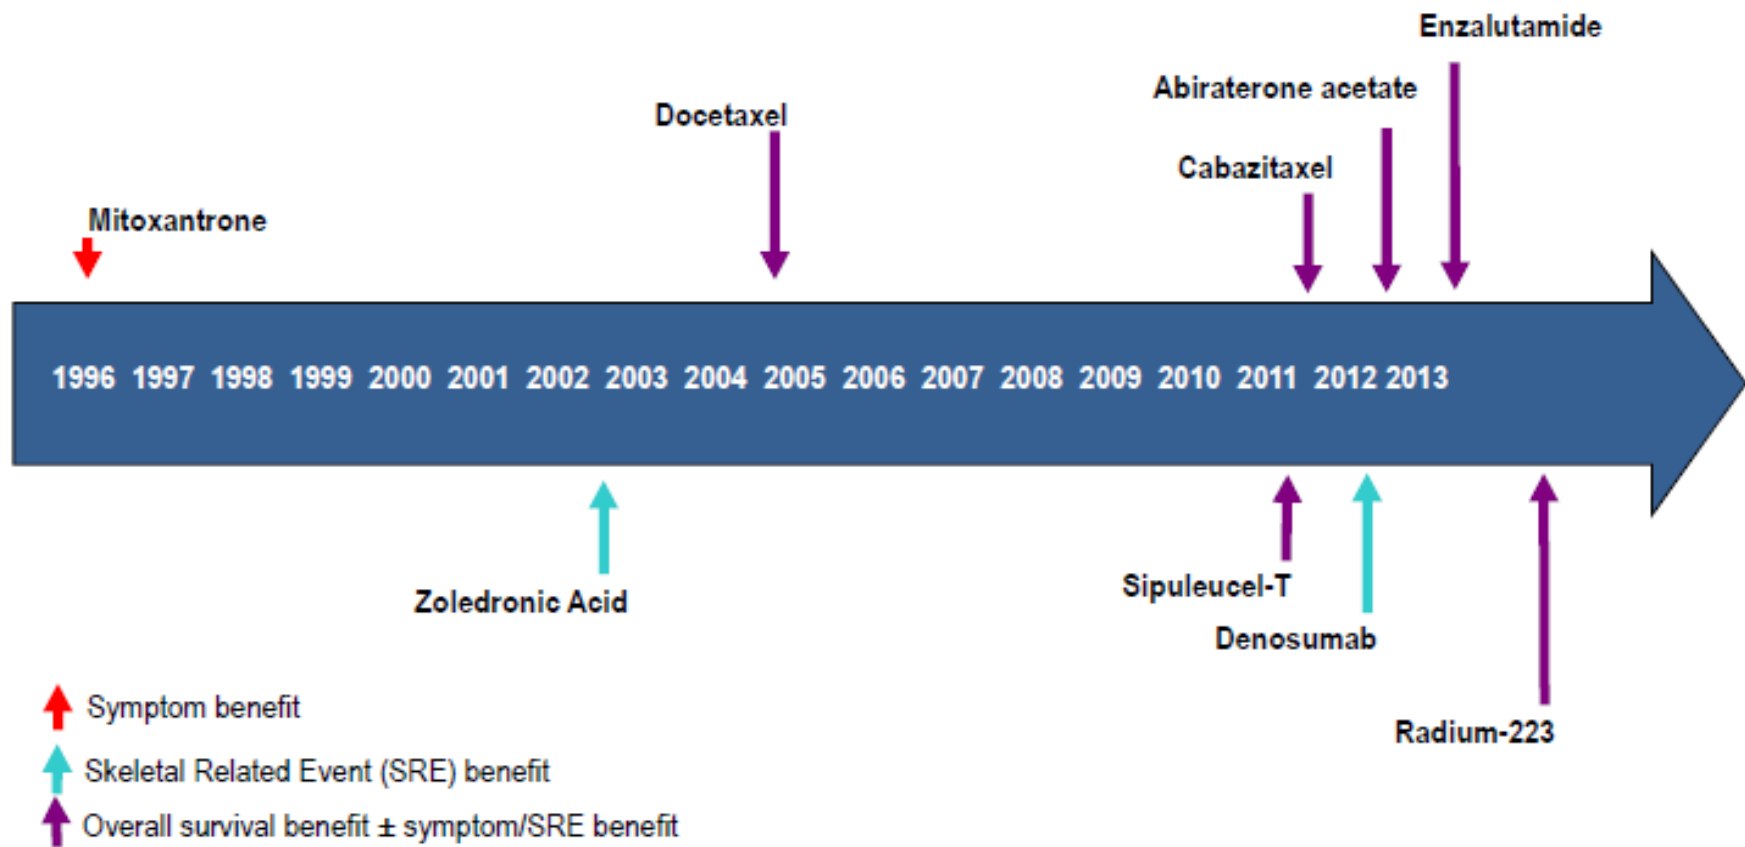 Enzalutamide
Abiraterone acetate
Docetaxel
Cabazitaxel
Mitoxantrone
1996 1997 1998 1999 2000 2001 2002 2003 2004 2005 2006 2007 2008 2009 2010 2011 2012 2013
Sipuleucel-T
Zoledronic Acid
Denosumab
Radium-223
Symptom benefit
Skeletal Related Event (SRE) benefit
Overall survival benefit ± symptom/SRE benefit